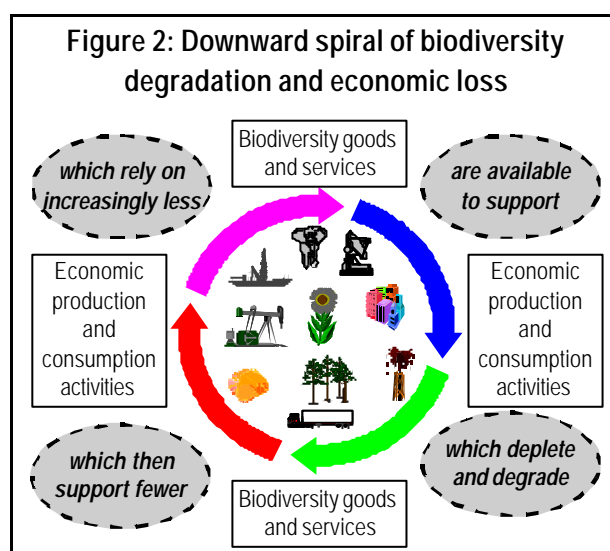 Figure 2: Downward spiral of biodiversity
degradation and economic loss
Biodiversity goods
and services
are available
to support
Economic
production
and
consumption
activities
which deplete
and degrade
Biodiversity goods
and services
which then
support fewer
Economic
production
and
consumption
activities
which rely on
increasingly less